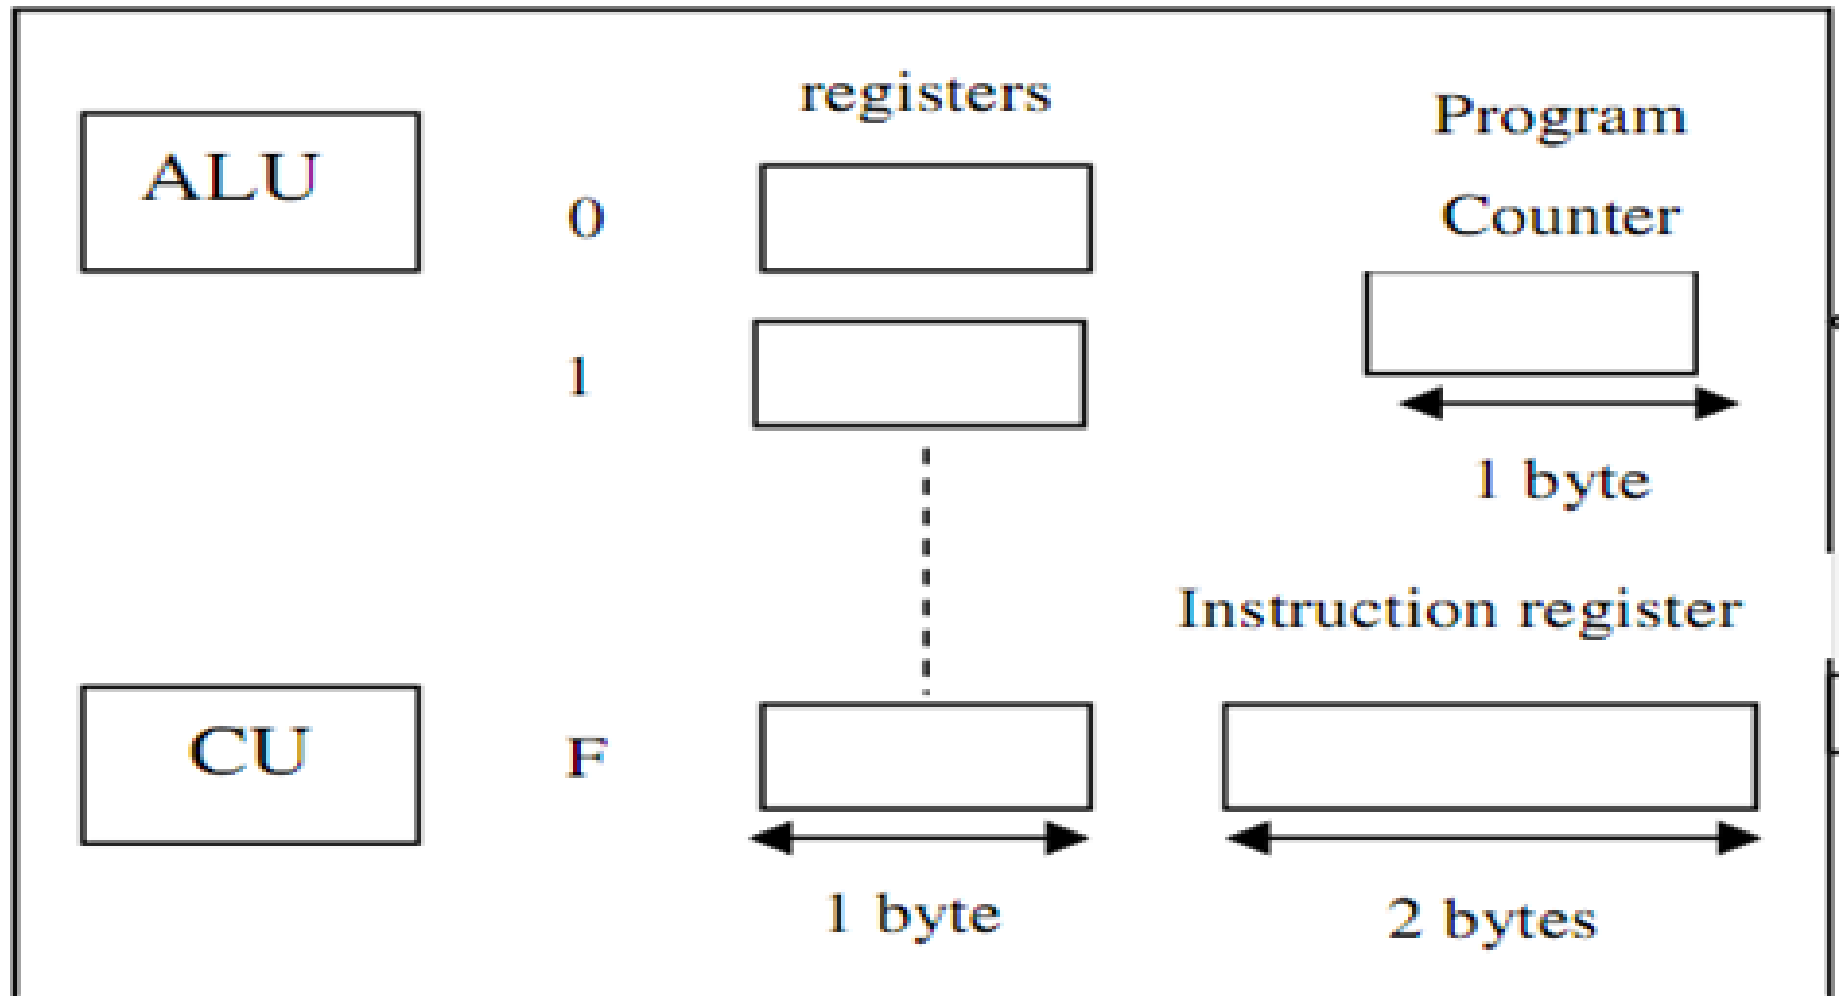 ALU
registers
0
1
Program
Counter
1 byte
Instruction register
CU
F
1 byte
2 bytes